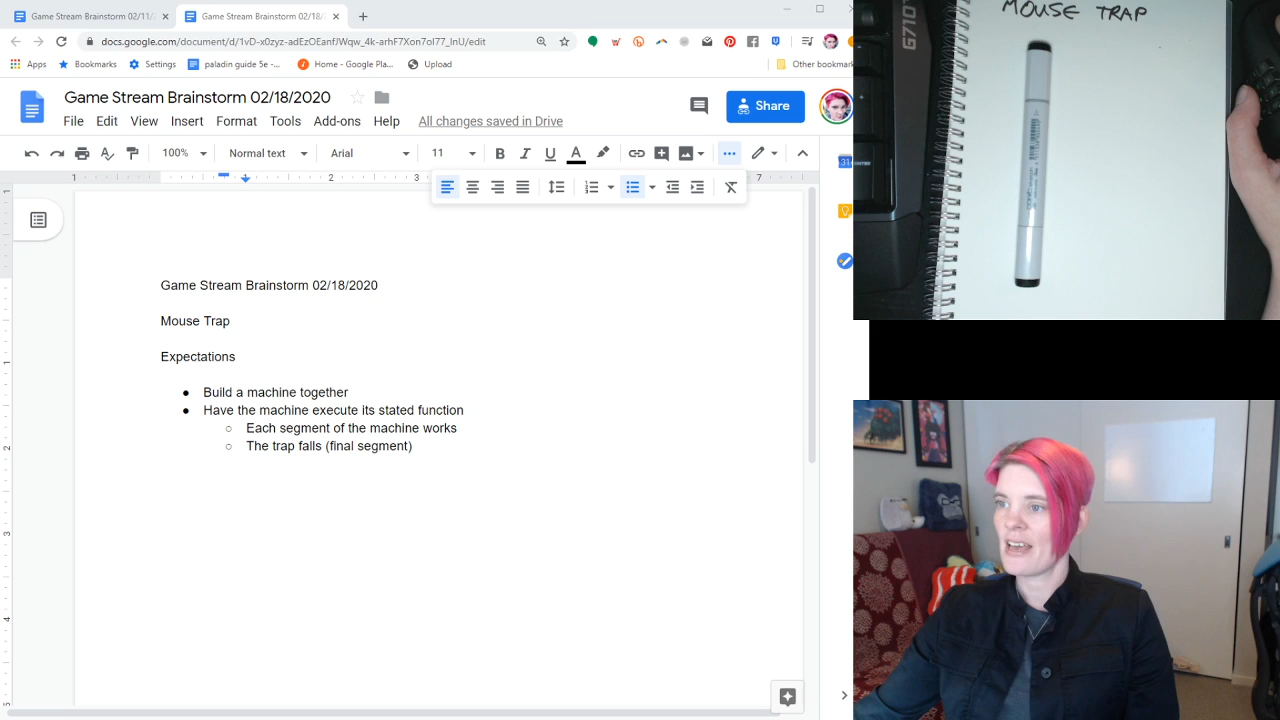 Game Stream Brainstorm 02/11/
Game Stream Brainstorm 02/18/
docs.google.com/document/d/1vD-x0zyz-adEzOEanfJWqw_4k-arhF7Xon7oI77_lnU/edit
Apps
Bookmarks
Settings
paladin guide 5e -...
Home - Google Pla...
Upload
Other bookmark
Game Stream Brainstorm 02/18/2020
Share
File Edit View Insert Format Tools Add-ons Help
All changes saved in Drive
100%
Normal text
Arial
11
Game Stream Brainstorm 02/18/2020
Mouse Trap
Expectations
● Build a machine together
● Have the machine execute its stated function
○ Each segment of the machine works
○ The trap falls (final segment)
MOUSE TRAP
G710